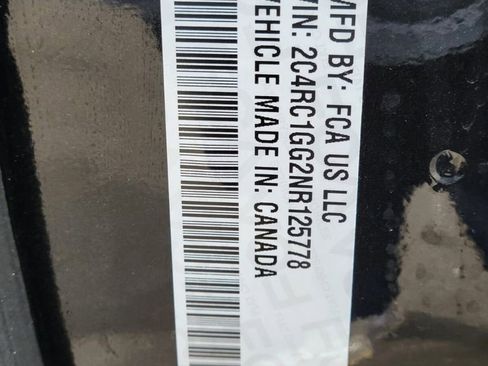 MFD BY: FCA US LLC
VIN: 2C4RC1GG2NR125778
VEHICLE MADE IN: CANADA